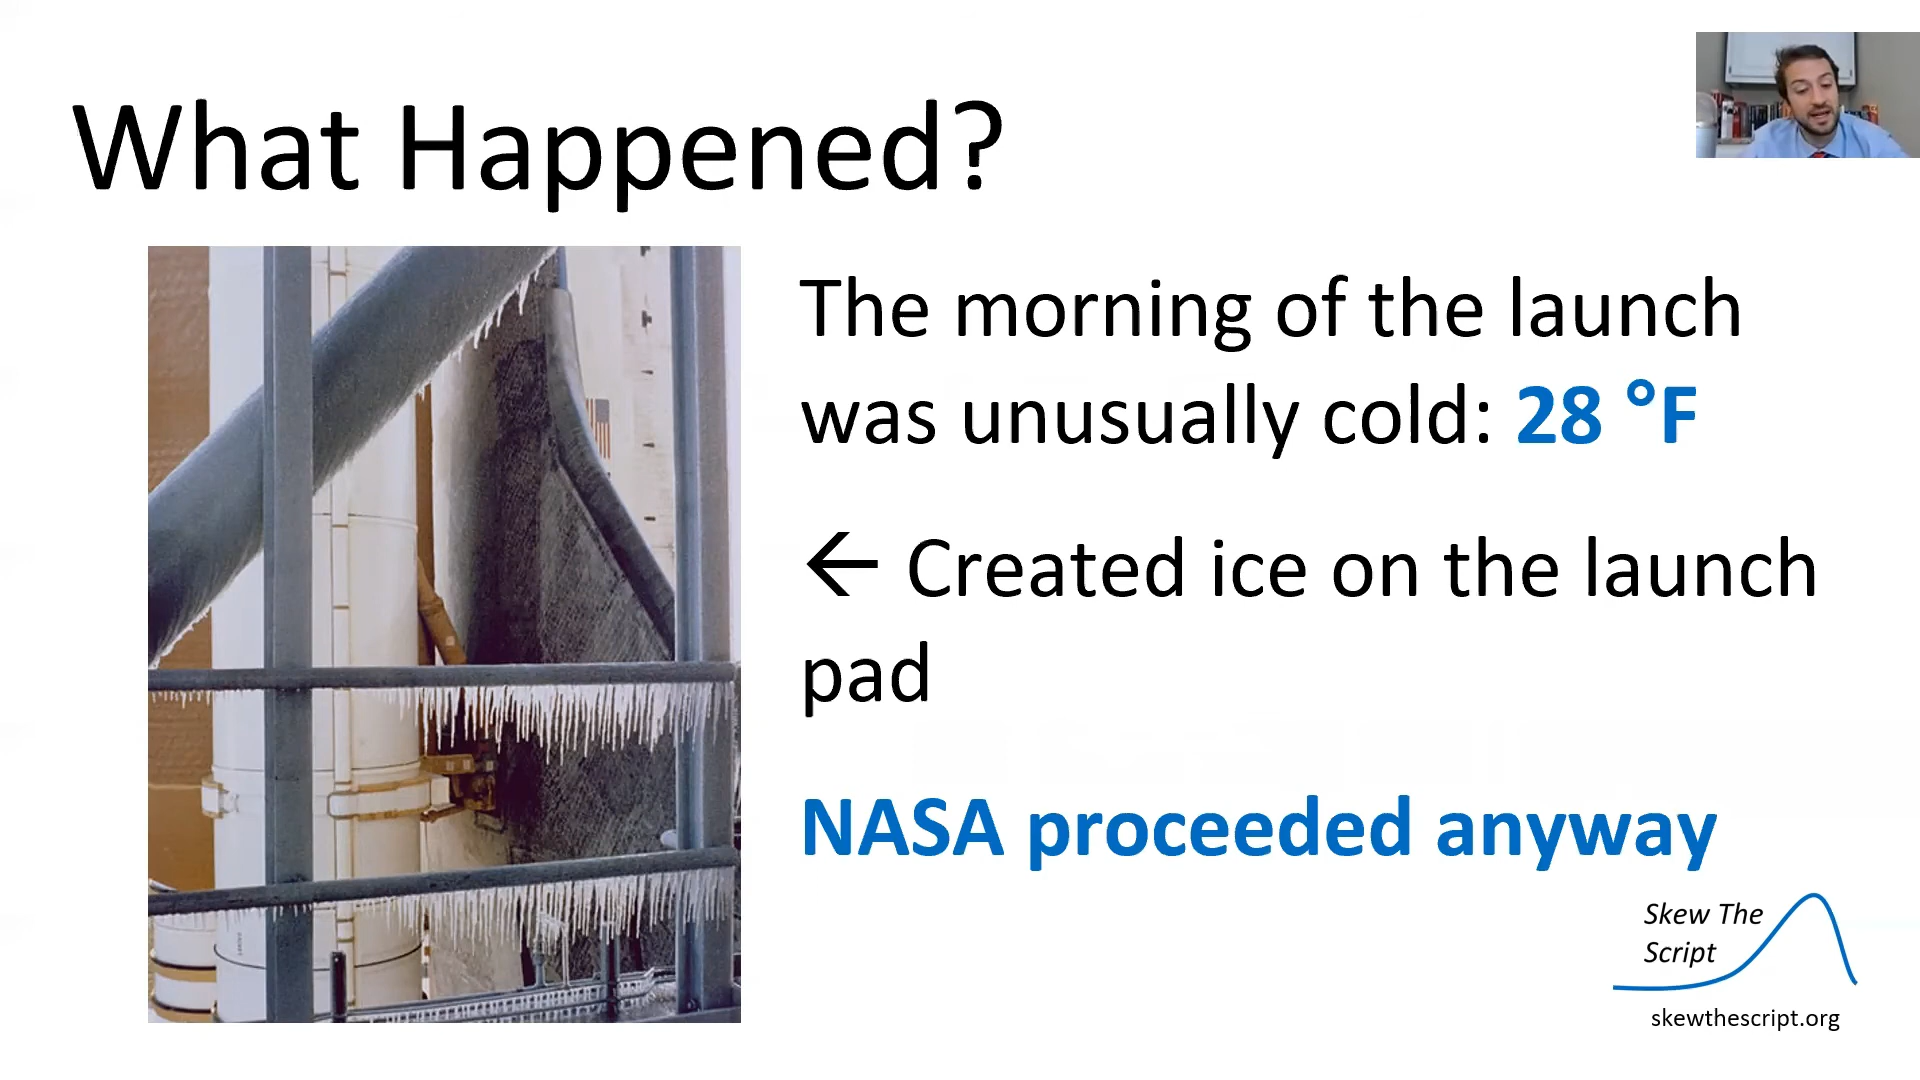 What Happened?
The morning of the launch
was unusually cold: 28 °F
← Created ice on the launch
pad
NASA proceeded anyway
Skew The
Script
skewthescript.org